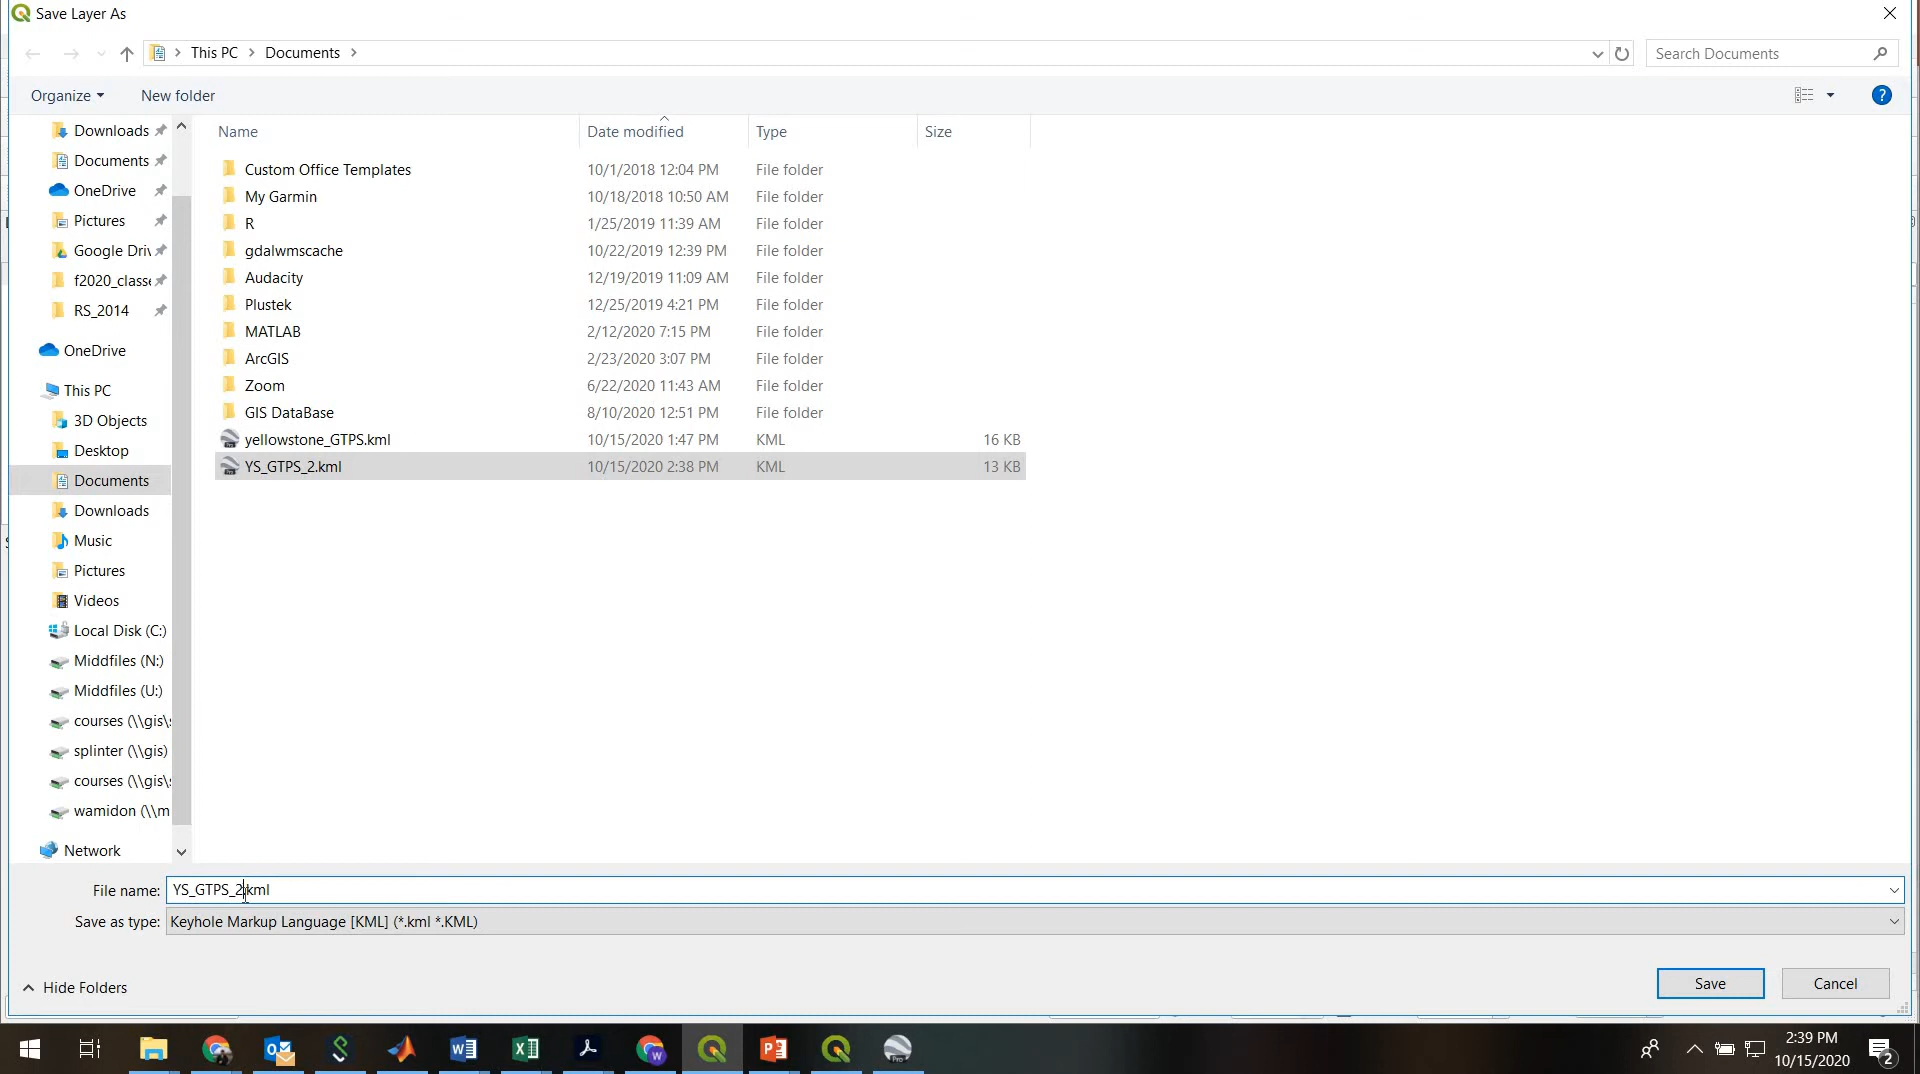 Save Layer As
This PC > Documents >
Search Documents
Organize
New folder
Name
Date modified
Type
Size
Downloads
Documents
OneDrive
Pictures
Google Driv
f2020_classe
RS_2014
OneDrive
This PC
3D Objects
Desktop
Documents
Downloads
Music
Pictures
Videos
Local Disk (C:)
Middfiles (N:)
Middfiles (U:)
courses (\\gis\s
splinter (\\gis)
courses (\\gis\s
wamidon (\\m
Network
Custom Office Templates 10/1/2018 12:04 PM File folder
My Garmin 10/18/2018 10:50 AM File folder
R 1/25/2019 11:39 AM File folder
gdalwmscache 10/22/2019 12:39 PM File folder
Audacity 12/19/2019 11:09 AM File folder
Plustek 12/25/2019 4:21 PM File folder
MATLAB 2/12/2020 7:15 PM File folder
ArcGIS 2/23/2020 3:07 PM File folder
Zoom 6/22/2020 11:43 AM File folder
GIS DataBase 8/10/2020 12:51 PM File folder
yellowstone_GTPS.kml 10/15/2020 1:47 PM KML 16 KB
YS_GTPS_2.kml 10/15/2020 2:38 PM KML 13 KB
File name: YS_GTPS_2.kml
Save as type: Keyhole Markup Language [KML] (*.kml *.KML)
Hide Folders
Save
Cancel
2:39 PM
10/15/2020
2